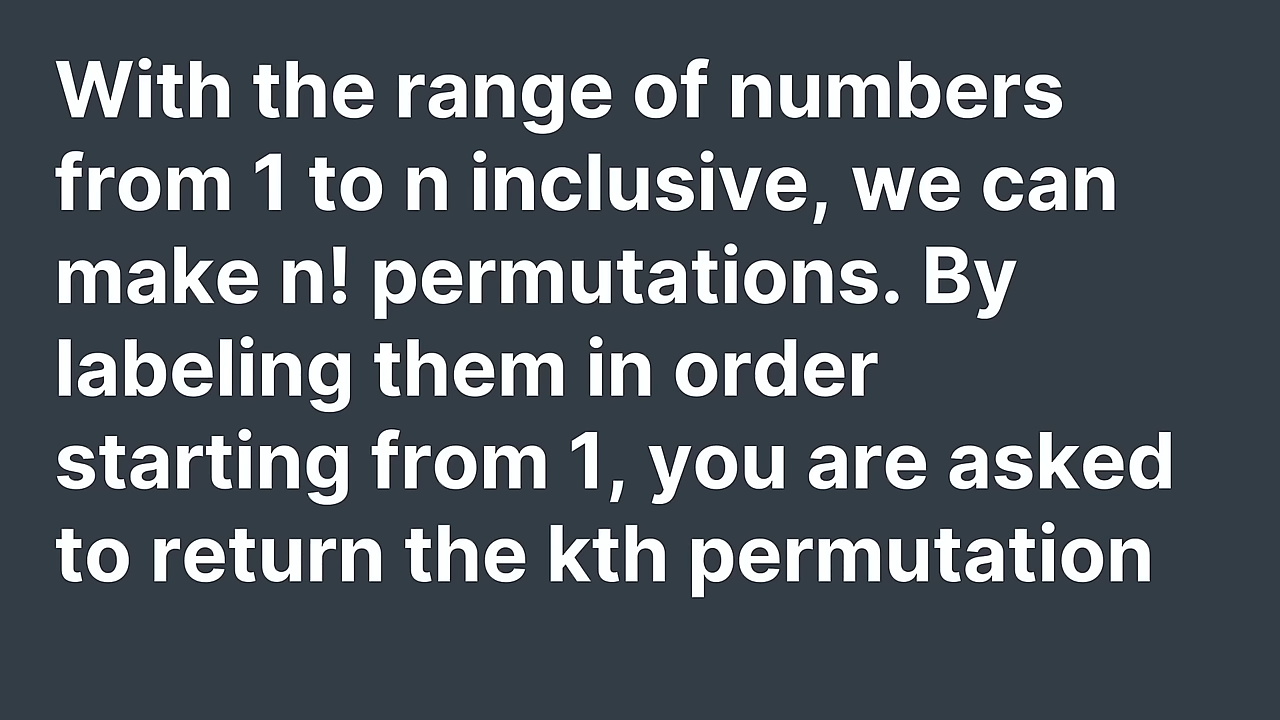 With the range of numbers
from 1 to n inclusive, we can
make n! permutations. By
labeling them in order
starting from 1, you are asked
to return the kth permutation